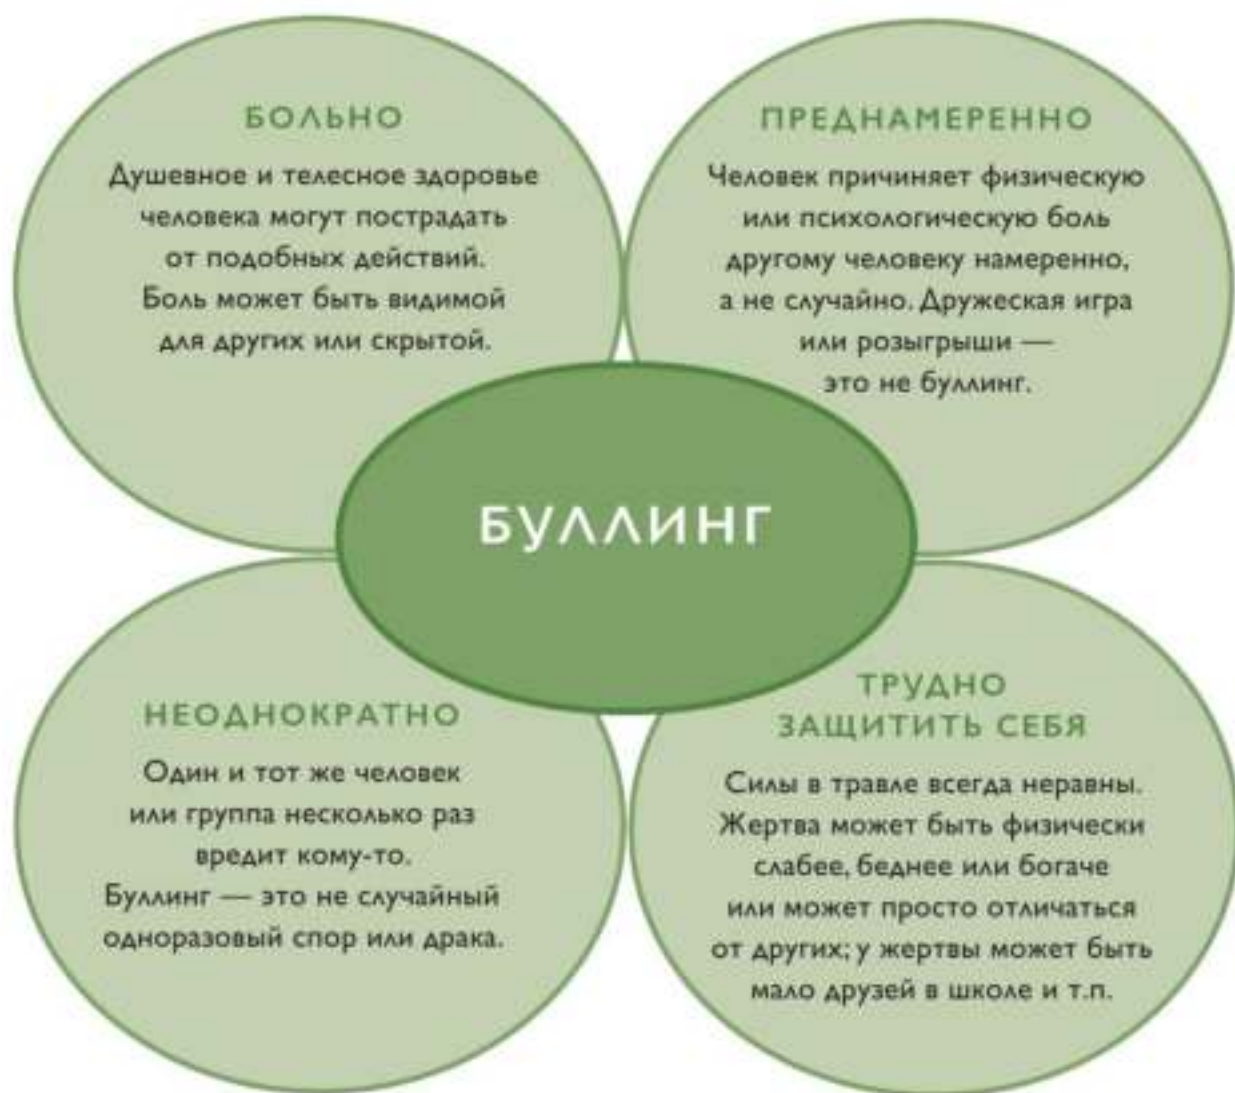 БОЛЬНО
Душевное и телесное здоровье
человека могут пострадать
от подобных действий.
Боль может быть видимой
для других или скрытой.
ПРЕДНАМЕРЕННО
Человек причиняет физическую
или психологическую боль
другому человеку намеренно,
а не случайно. Дружеская игра
или розыгрыши —
это не буллинг.
БУЛЛИНГ
НЕОДНОКРАТНО
Один и тот же человек
или группа несколько раз
вредит кому-то.
Буллинг — это не случайный
одноразовый спор или драка.
ТРУДНО
ЗАЩИТИТЬ СЕБЯ
Силы в травле всегда неравны.
Жертва может быть физически
слабее, беднее или богаче
или может просто отличаться
от других; у жертвы может быть
мало друзей в школе и т.п.